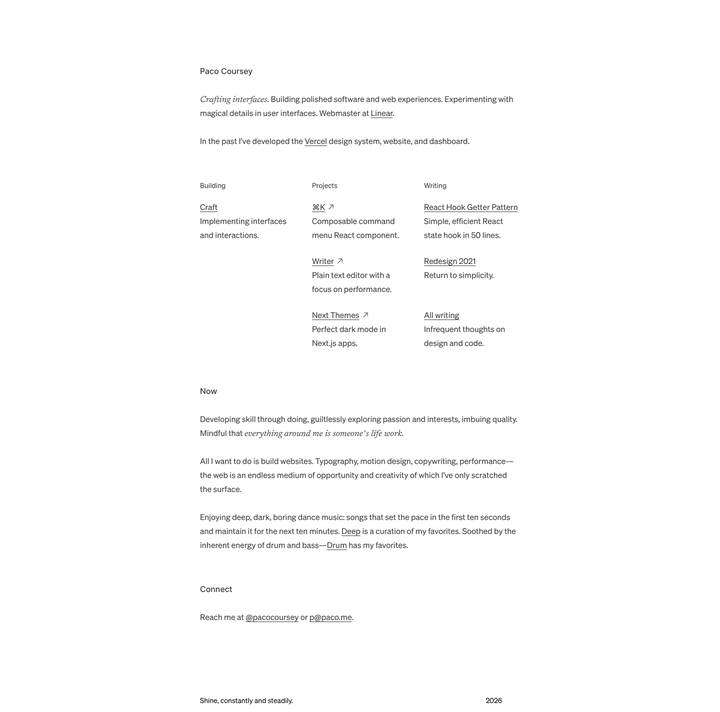 Paco Coursey
Crafting interfaces. Building polished software and web experiences. Experimenting with
magical details in user interfaces. Webmaster at Linear.
In the past I've developed the Vercel design system, website, and dashboard.
Building
Craft
Implementing interfaces
and interactions.
Projects
⌘K ↗
Composable command
menu React component.
Writer ↗
Plain text editor with a
focus on performance.
Next Themes ↗
Perfect dark mode in
Next.js apps.
Writing
React Hook Getter Pattern
Simple, efficient React
state hook in 50 lines.
Redesign 2021
Return to simplicity.
All writing
Infrequent thoughts on
design and code.
Now
Developing skill through doing, guiltlessly exploring passion and interests, imbuing quality.
Mindful that everything around me is someone's life work.
All I want to do is build websites. Typography, motion design, copywriting, performance—
the web is an endless medium of opportunity and creativity of which I've only scratched
the surface.
Enjoying deep, dark, boring dance music: songs that set the pace in the first ten seconds
and maintain it for the next ten minutes. Deep is a curation of my favorites. Soothed by the
inherent energy of drum and bass—Drum has my favorites.
Connect
Reach me at @pacocoursey or p@paco.me.
Shine, constantly and steadily.
2026